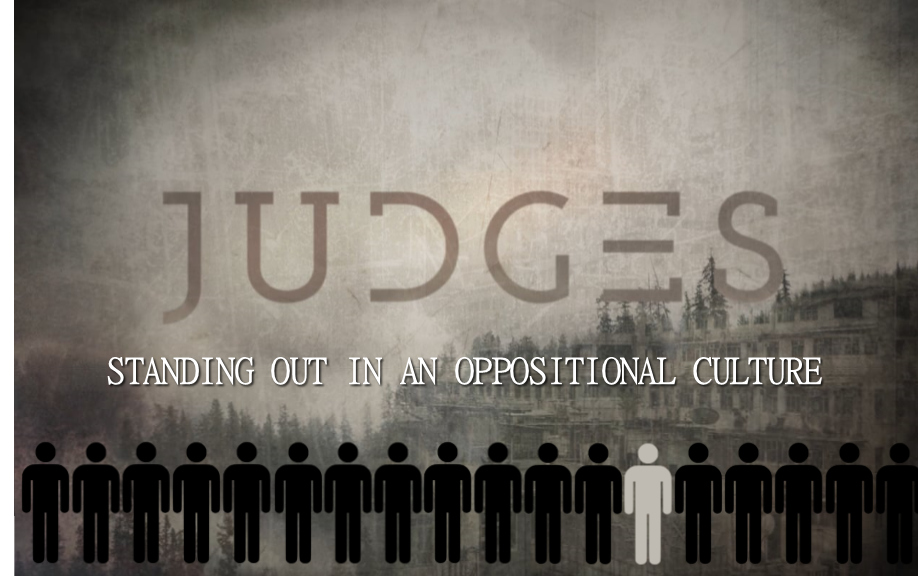 JUDGES
STANDING OUT IN AN OPPOSITIONAL CULTURE